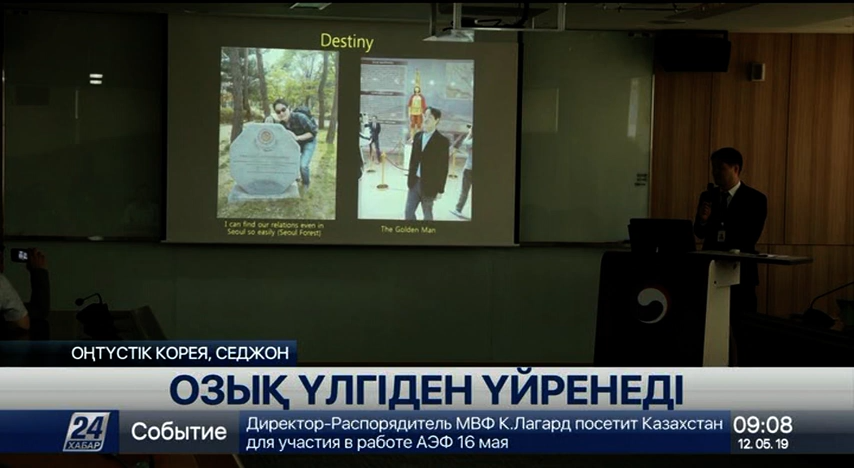 Destiny
I can find our relations even in
Seoul so easily (Seoul Forest)
The Golden Man
ОҢТҮСТІК КОРЕЯ, СЕДЖОН
ОЗЫҚ ҮЛГІДЕН ҮЙРЕНЕДІ
24
ХАБАР
Событие
Директор-Распорядитель МВФ К.Лагард посетит Казахстан
для участия в работе АЭФ 16 мая
09:08
12.05.19